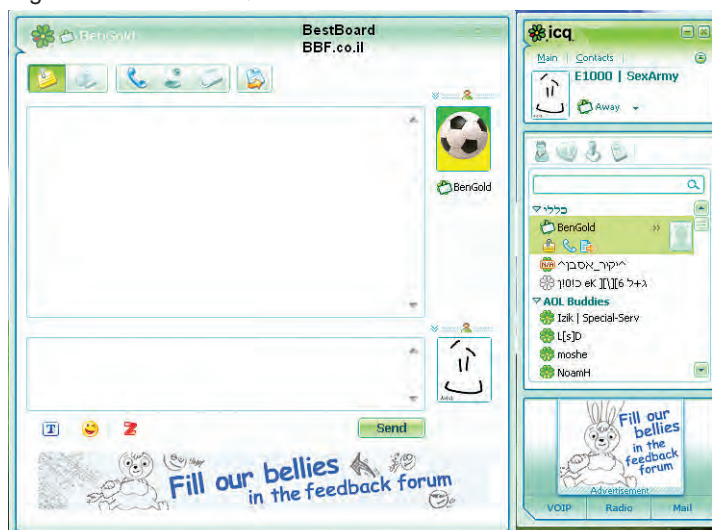 BenGold
BestBoard
BBF.co.il
BenGold
T
Send
Fill our bellies
in the feedback forum
icq
Main
Contacts
E1000 | SexArmy
Away
כללי
BenGold
N/A
^יקיר_אסבן^
AOL Buddies
Izik | Special-Serv
L[s]D
moshe
NoamH
Fill our
bellies
in the
feedback
forum
Advertisement
VOIP
Radio
Mail